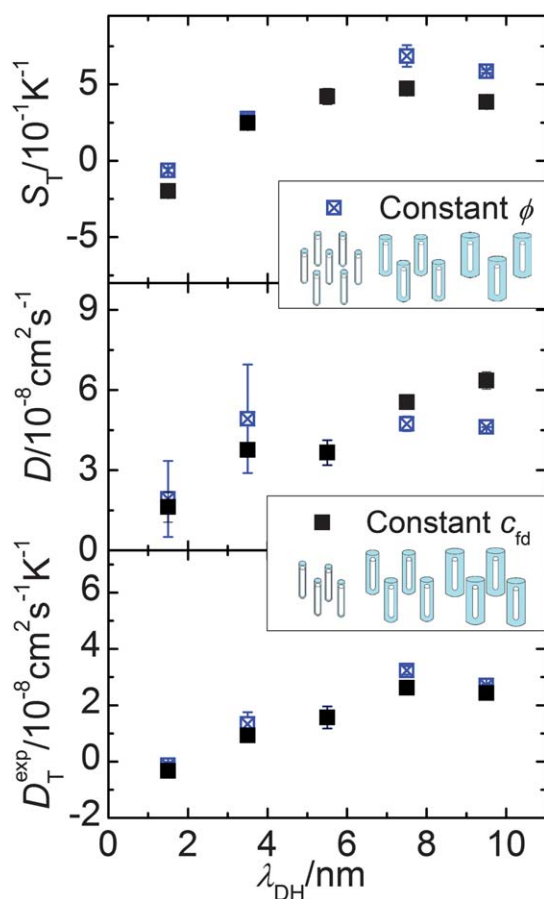 S_T/10^-1K^-1
5
0
-5
Constant ϕ
D/10^-8cm^2s^-1
9
6
3
0
Constant c_fd
D_T^exp/10^-8cm^2s^-1K^-1
6
4
2
0
-2
0 2 4 6 8 10
λ_DH/nm